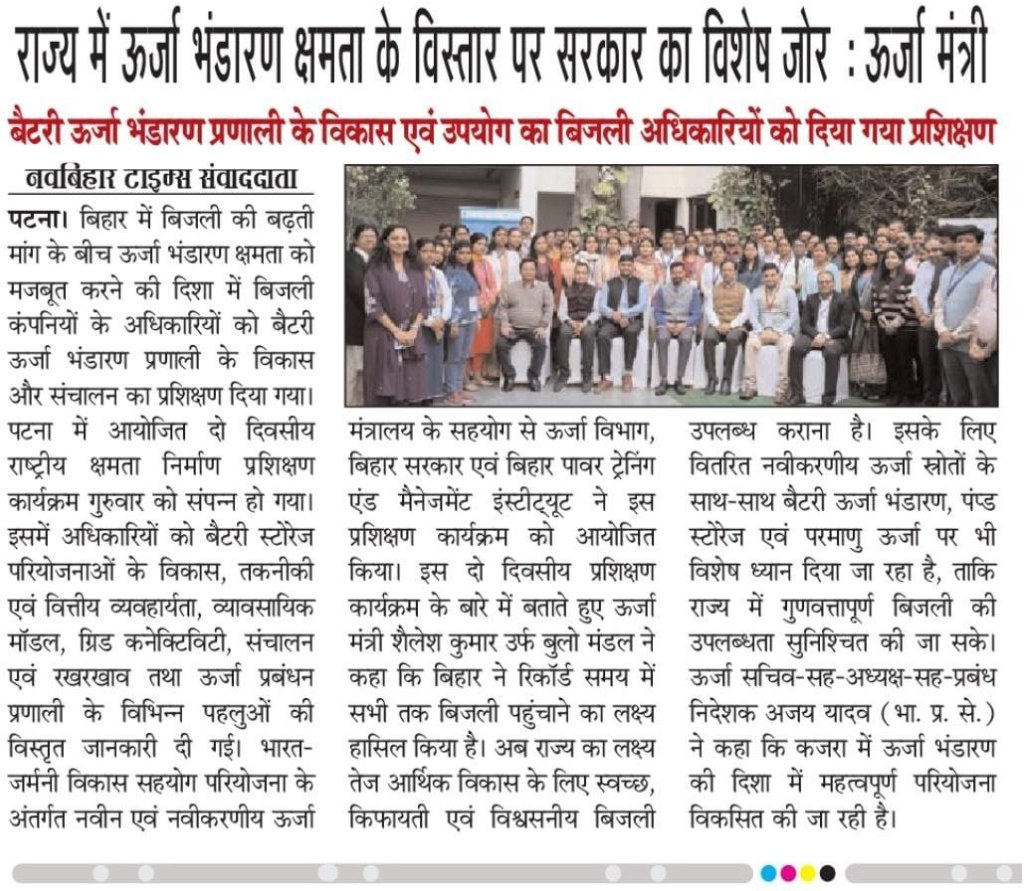 राज्य में ऊर्जा भंडारण क्षमता के विस्तार पर सरकार का विशेष जोर : ऊर्जा मंत्री
बैटरी ऊर्जा भंडारण प्रणाली के विकास एवं उपयोग का बिजली अधिकारियों को दिया गया प्रशिक्षण
नवबिहार टाइम्स संवाददाता
पटना। बिहार में बिजली की बढ़ती
मांग के बीच ऊर्जा भंडारण क्षमता को
मजबूत करने की दिशा में बिजली
कंपनियों के अधिकारियों को बैटरी
ऊर्जा भंडारण प्रणाली के विकास
और संचालन का प्रशिक्षण दिया गया।
पटना में आयोजित दो दिवसीय
राष्ट्रीय क्षमता निर्माण प्रशिक्षण
कार्यक्रम गुरुवार को संपन्न हो गया।
इसमें अधिकारियों को बैटरी स्टोरेज
परियोजनाओं के विकास, तकनीकी
एवं वित्तीय व्यवहार्यता, व्यावसायिक
मॉडल, ग्रिड कनेक्टिविटी, संचालन
एवं रखरखाव तथा ऊर्जा प्रबंधन
प्रणाली के विभिन्न पहलुओं की
विस्तृत जानकारी दी गई। भारत-
जर्मनी विकास सहयोग परियोजना के
अंतर्गत नवीन एवं नवीकरणीय ऊर्जा
मंत्रालय के सहयोग से ऊर्जा विभाग,
बिहार सरकार एवं बिहार पावर ट्रेनिंग
एंड मैनेजमेंट इंस्टीट्यूट ने इस
प्रशिक्षण कार्यक्रम को आयोजित
किया। इस दो दिवसीय प्रशिक्षण
कार्यक्रम के बारे में बताते हुए ऊर्जा
मंत्री शैलेश कुमार उर्फ बुलो मंडल ने
कहा कि बिहार ने रिकॉर्ड समय में
सभी तक बिजली पहुंचाने का लक्ष्य
हासिल किया है। अब राज्य का लक्ष्य
तेज आर्थिक विकास के लिए स्वच्छ,
किफायती एवं विश्वसनीय बिजली
उपलब्ध कराना है। इसके लिए
वितरित नवीकरणीय ऊर्जा स्रोतों के
साथ-साथ बैटरी ऊर्जा भंडारण, पंप्ड
स्टोरेज एवं परमाणु ऊर्जा पर भी
विशेष ध्यान दिया जा रहा है, ताकि
राज्य में गुणवत्तापूर्ण बिजली की
उपलब्धता सुनिश्चित की जा सके।
ऊर्जा सचिव-सह-अध्यक्ष-सह-प्रबंध
निदेशक अजय यादव (भा. प्र. से.)
ने कहा कि कजरा में ऊर्जा भंडारण
की दिशा में महत्वपूर्ण परियोजना
विकसित की जा रही है।